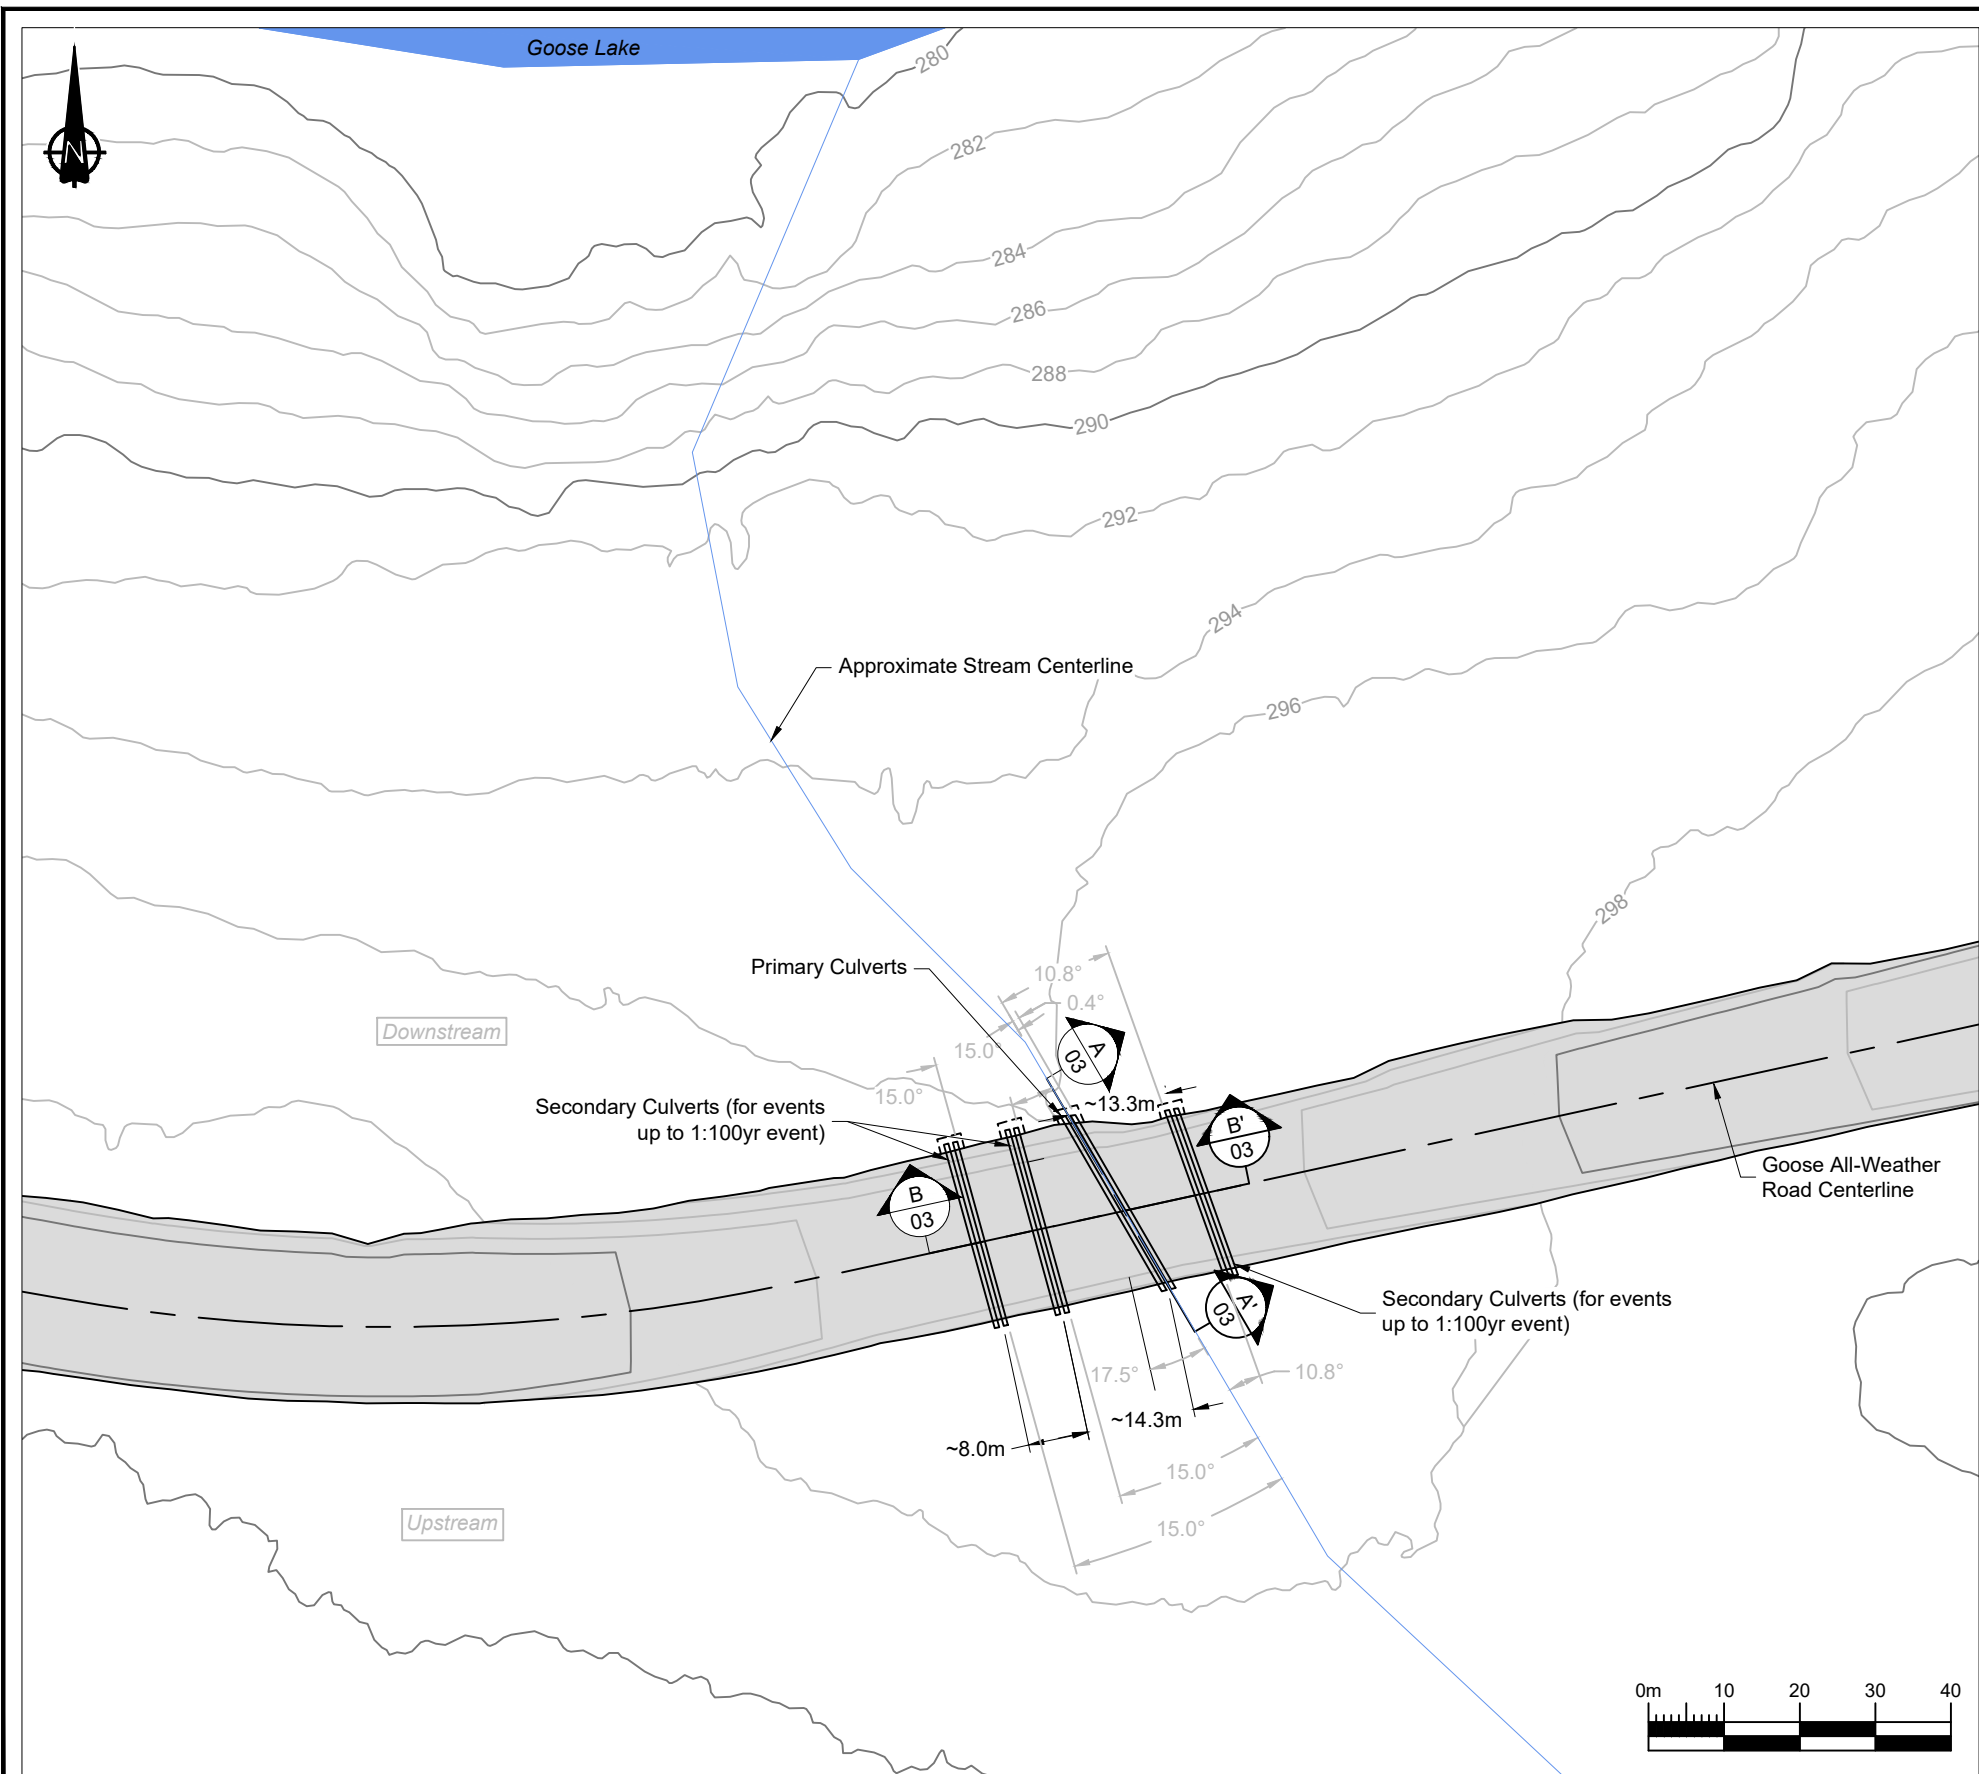 Goose Lake
N
280
282
284
286
288
290
292
294
Approximate Stream Centerline
296
298
Primary Culverts
10.8°
0.4°
Downstream
15.0°
A
03
15.0°
~13.3m
Secondary Culverts (for events
up to 1:100yr event)
B'
03
Goose All-Weather
Road Centerline
B
03
Secondary Culverts (for events
up to 1:100yr event)
A'
03
17.5°
10.8°
~14.3m
~8.0m
15.0°
Upstream
15.0°
0m 10 20 30 40